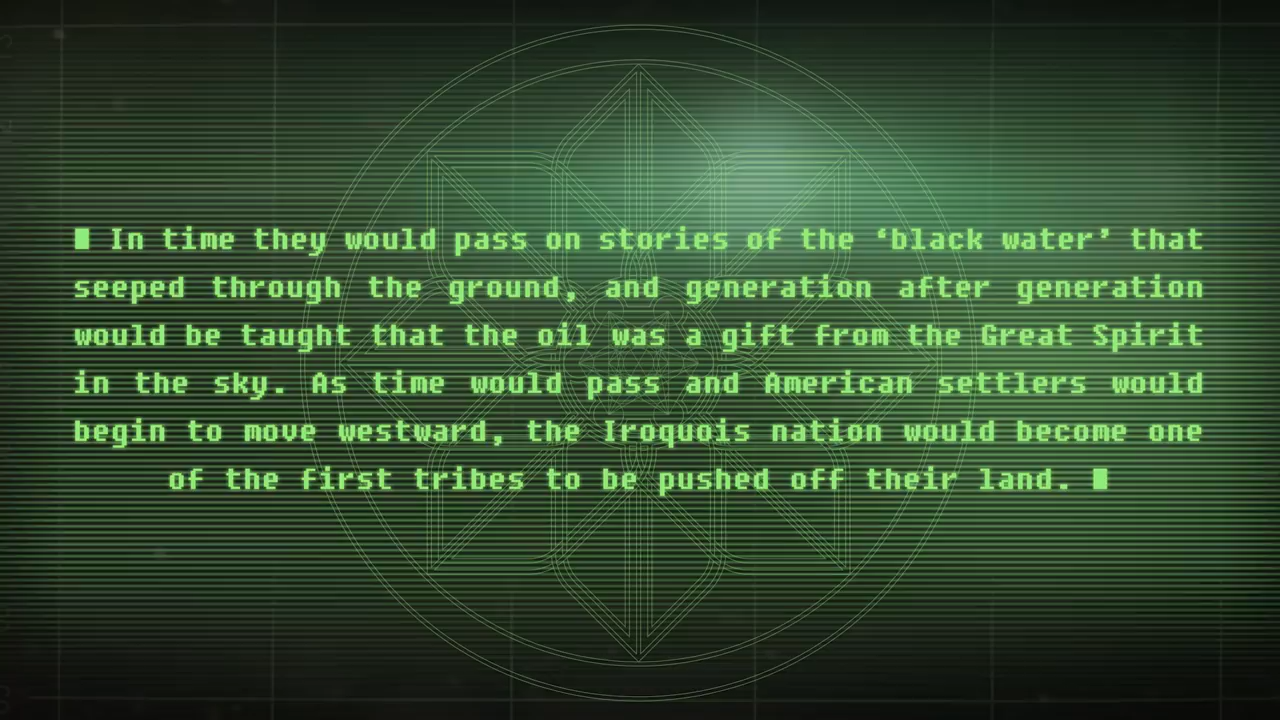 ■ In time they would pass on stories of the ‘black water’ that
seeped through the ground, and generation after generation
would be taught that the oil was a gift from the Great Spirit
in the sky. As time would pass and American settlers would
begin to move westward, the Iroquois nation would become one
of the first tribes to be pushed off their land. ■